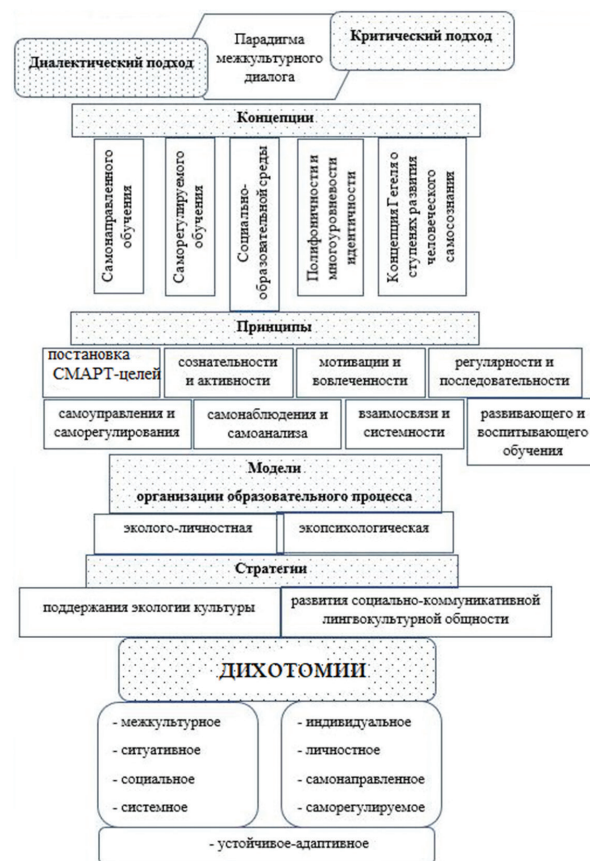 Диалектический подход
Парадигма
межкультурного
диалога
Критический подход
Концепции
Самонаправленного
обучения
Саморегулируемого
обучения
Социально-
образовательной среды
Полифоничности и
многоуровневости
идентичности
Концепция Гегеля о
ступенях развития
человеческого
самосознания
Принципы
постановка
СМАРТ-целей
сознательности
и активности
мотивации и
вовлеченности
регулярности и
последовательности
самоуправления и
саморегулирования
самонаблюдения и
самоанализа
взаимосвязи и
системности
развивающего и
воспитывающего
обучения
Модели
организации образовательного процесса
эколого-личностная
экопсихологическая
Стратегии
поддержания экологии культуры
развития социально-коммуникативной
лингвокультурной общности
ДИХОТОМИИ
- межкультурное
- ситуативное
- социальное
- системное
- индивидуальное
- личностное
- самонаправленное
- саморегулируемое
- устойчивое-адаптивное